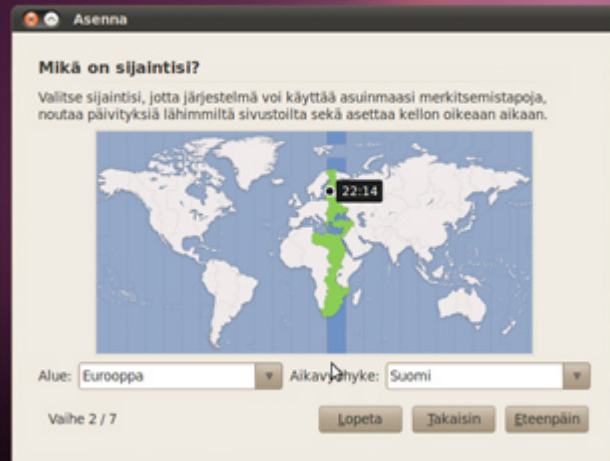 Asenna
Mikä on sijaintisi?
Valitse sijaintisi, jotta järjestelmä voi käyttää asuinmaasi merkitsemistapoja,
noutaa päivityksiä lähimmiltä sivustoilta sekä asettaa kellon oikeaan aikaan.
22:14
Alue: Eurooppa Aikavyöhyke: Suomi
Vaihe 2 / 7 Lopeta Takaisin Eteenpäin